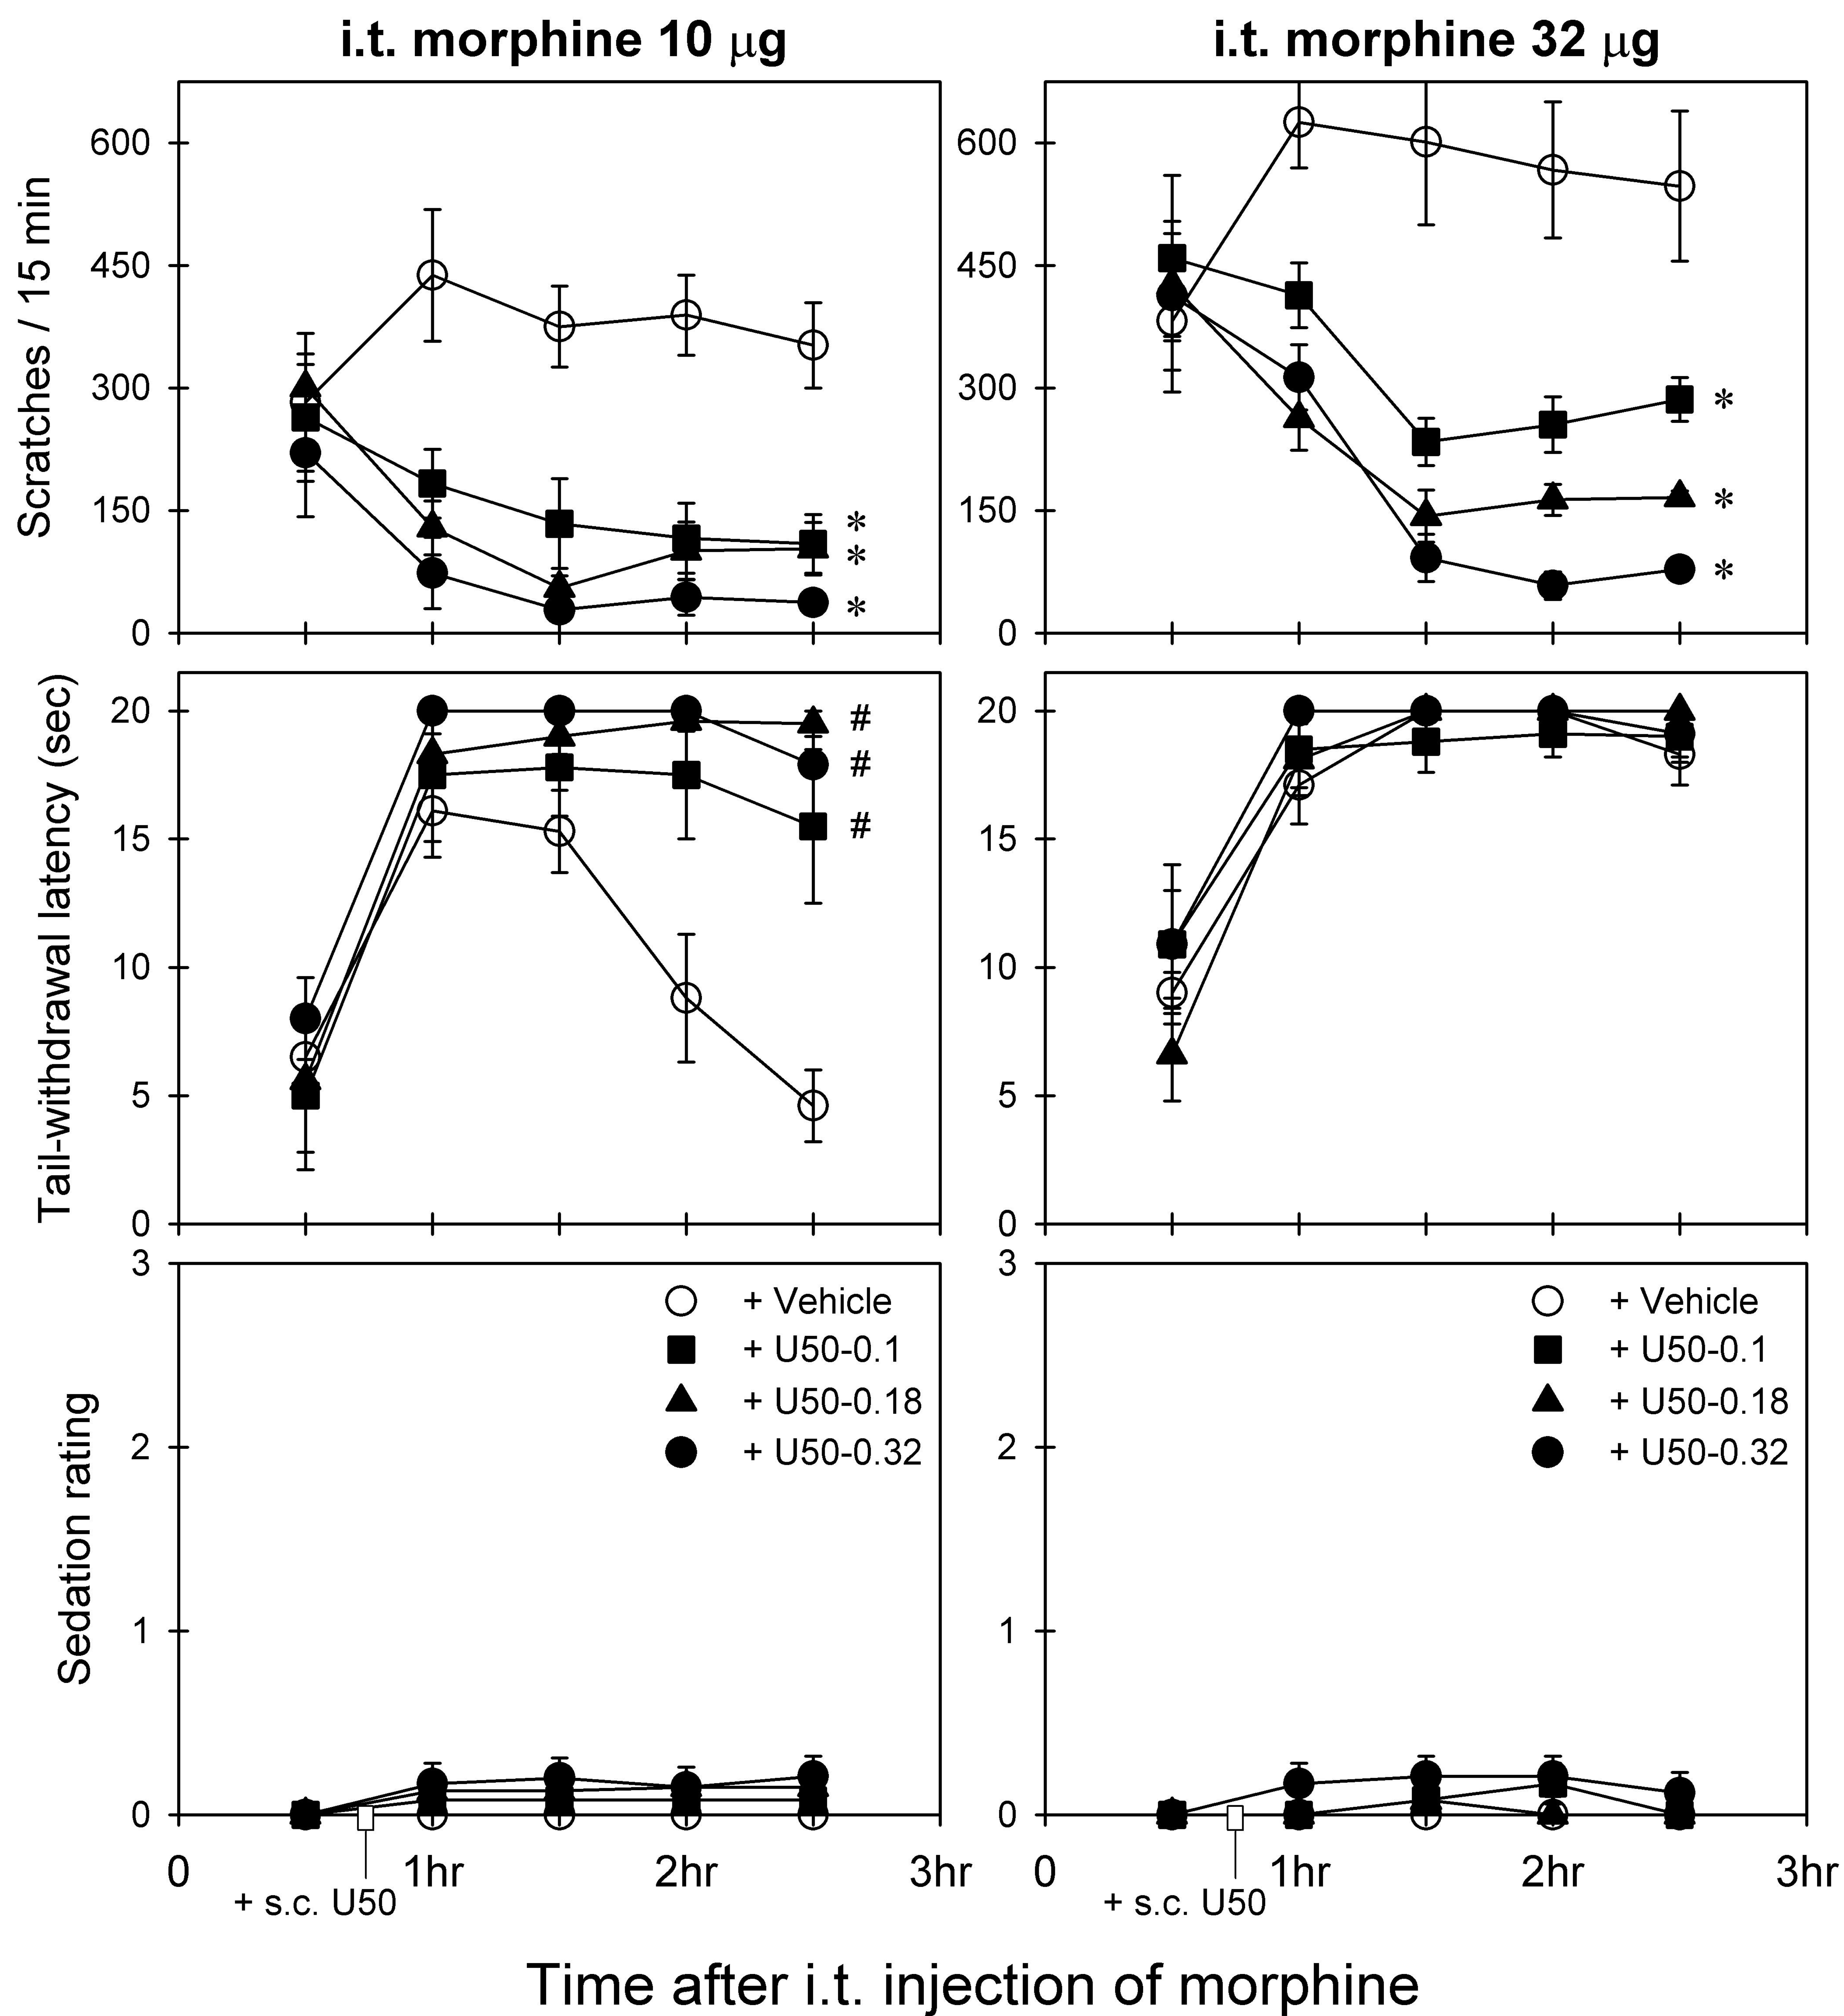 i.t. morphine 10 μg
i.t. morphine 32 μg
Scratches / 15 min
600
450
300
150
0
*
*
*
600
450
300
150
0
*
*
*
Tail-withdrawal latency (sec)
20
15
10
5
0
#
#
#
20
15
10
5
0
Sedation rating
3
2
1
0
+ Vehicle
+ U50-0.1
+ U50-0.18
+ U50-0.32
3
2
1
0
+ Vehicle
+ U50-0.1
+ U50-0.18
+ U50-0.32
0 1hr 2hr 3hr
+ s.c. U50
0 1hr 2hr 3hr
+ s.c. U50
Time after i.t. injection of morphine